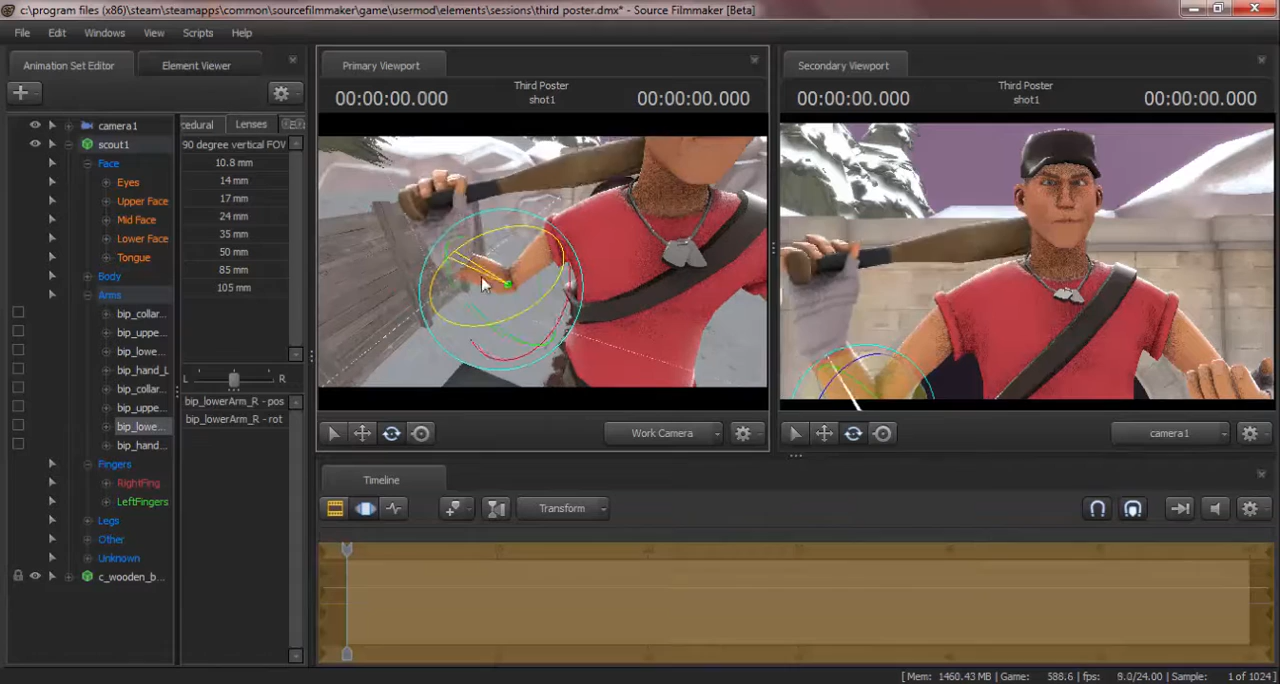 c:\program files (x86)\steam\steamapps\common\sourcefilmmaker\game\usermod\elements\sessions\third poster.dmx* - Source Filmmaker [Beta]
File Edit Windows View Scripts Help
Animation Set Editor Element Viewer
camera1
scout1
Face
Eyes
Upper Face
Mid Face
Lower Face
Tongue
Body
Arms
bip_collar...
bip_uppe...
bip_lowe...
bip_hand_L
bip_collar...
bip_uppe...
bip_lowe...
bip_hand...
Fingers
RightFing
LeftFingers
Legs
Other
Unknown
c_wooden_b...
cedural Lenses
90 degree vertical FOV
10.8 mm
14 mm
17 mm
24 mm
35 mm
50 mm
85 mm
105 mm
L R
bip_lowerArm_R - pos
bip_lowerArm_R - rot
Primary Viewport
00:00:00.000 Third Poster 00:00:00.000
shot1
Work Camera
Secondary Viewport
00:00:00.000 Third Poster 00:00:00.000
shot1
camera1
Timeline
Transform
[ Mem: 1460.43 MB | Game: 588.6 | fps: 9.0/24.00 | Sample: 1 of 1024 ]